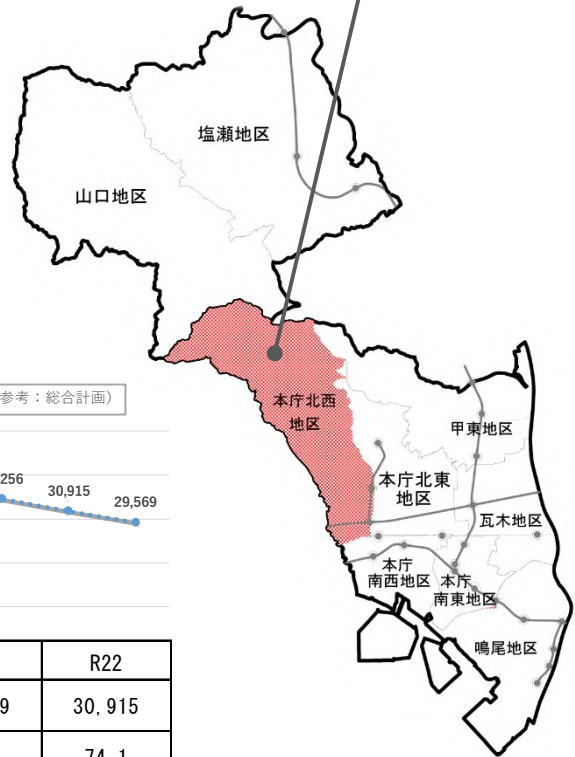 塩瀬地区
山口地区
参考：総合計画）
本庁北西
地区
甲東地区
本庁北東
地区
256
30,915
29,569
瓦木地区
本庁
南西地区
本庁
南東地区
鳴尾地区
R22
9
30,915
74.1